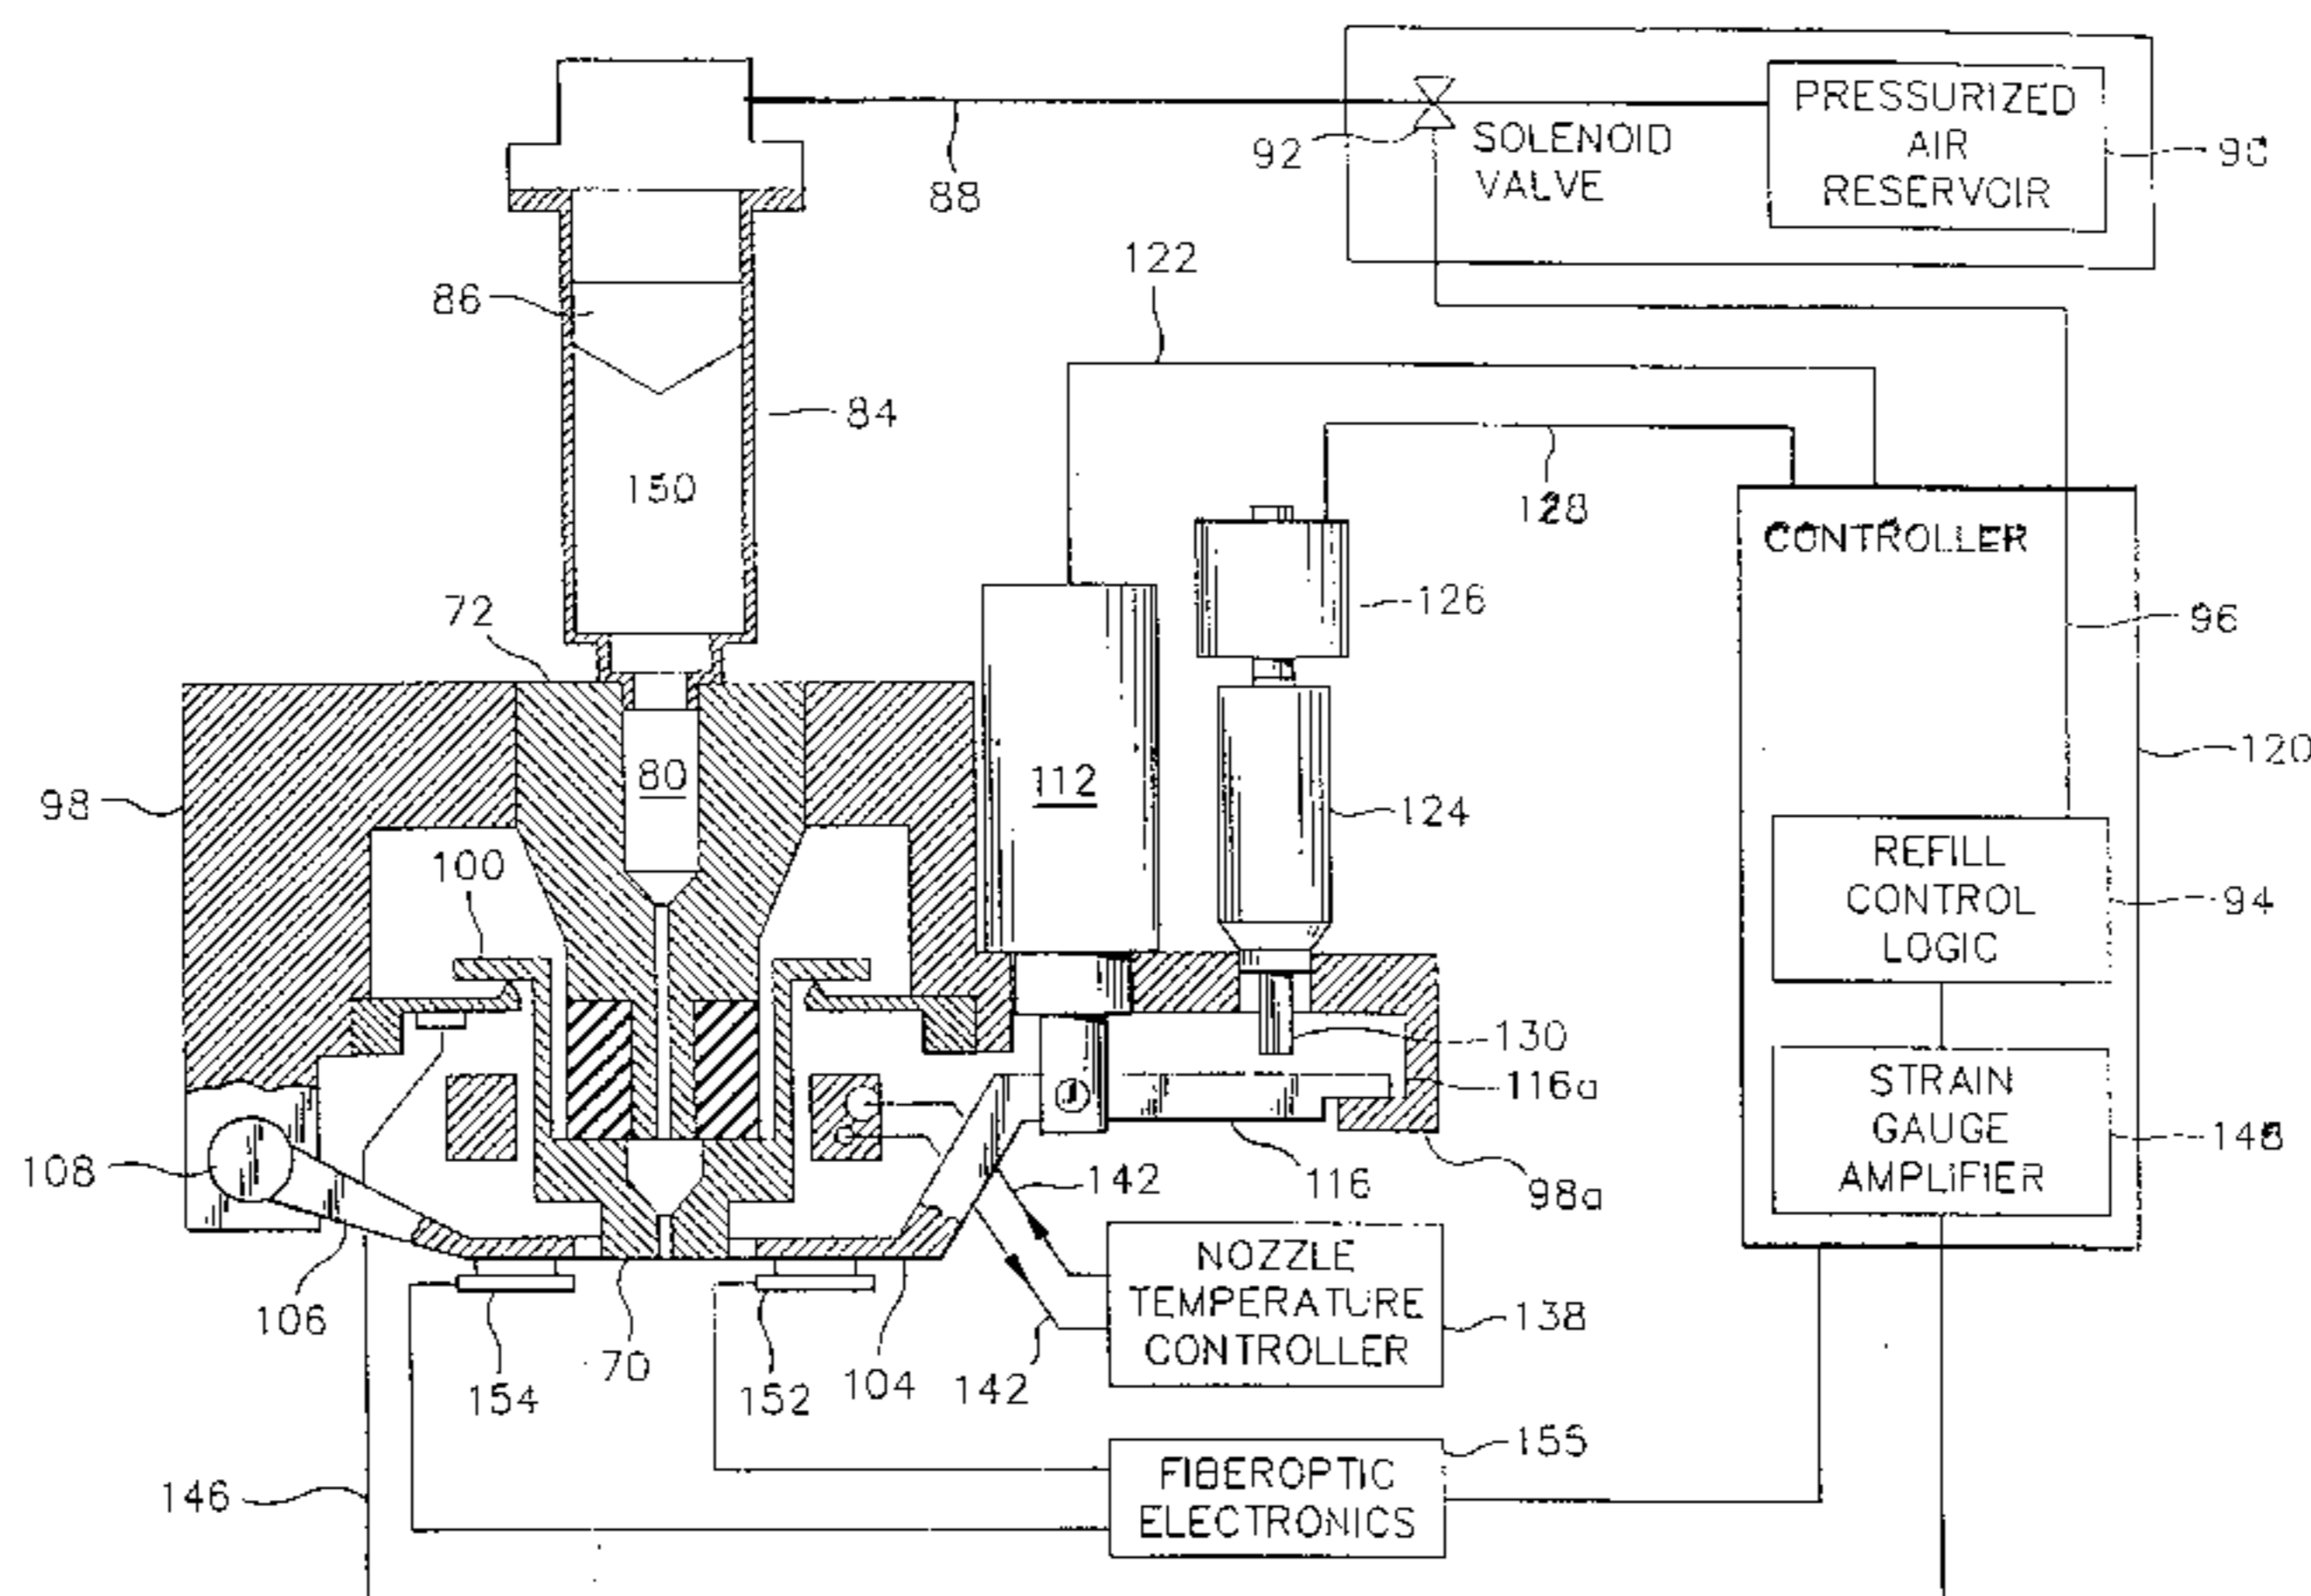 PRESSURIZED
AIR
RESERVOIR
90
92
SOLENOID
VALVE
88
122
86
84
150
128
CONTROLLER
72
126
96
120
98
80
112
124
100
REFILL
CONTROL
LOGIC
94
130
116a
STRAIN
GAUGE
AMPLIFIER
108
142
116
98a
NOZZLE
TEMPERATURE
CONTROLLER
138
106
154
70
152
104
142
FIBEROPTIC
ELECTRONICS
146